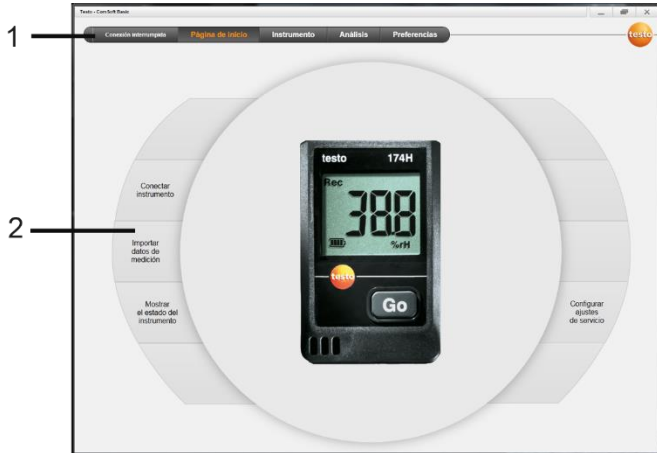 Testo - ComSoft Basic
1
Conexión interrumpida Página de inicio Instrumento Análisis Preferencias
testo
testo 174H
Rec
38.8
%rH
testo
Go
Conectar
instrumento
2
Importar
datos de
medición
Mostrar
el estado del
instrumento
Configurar
ajustes
de servicio